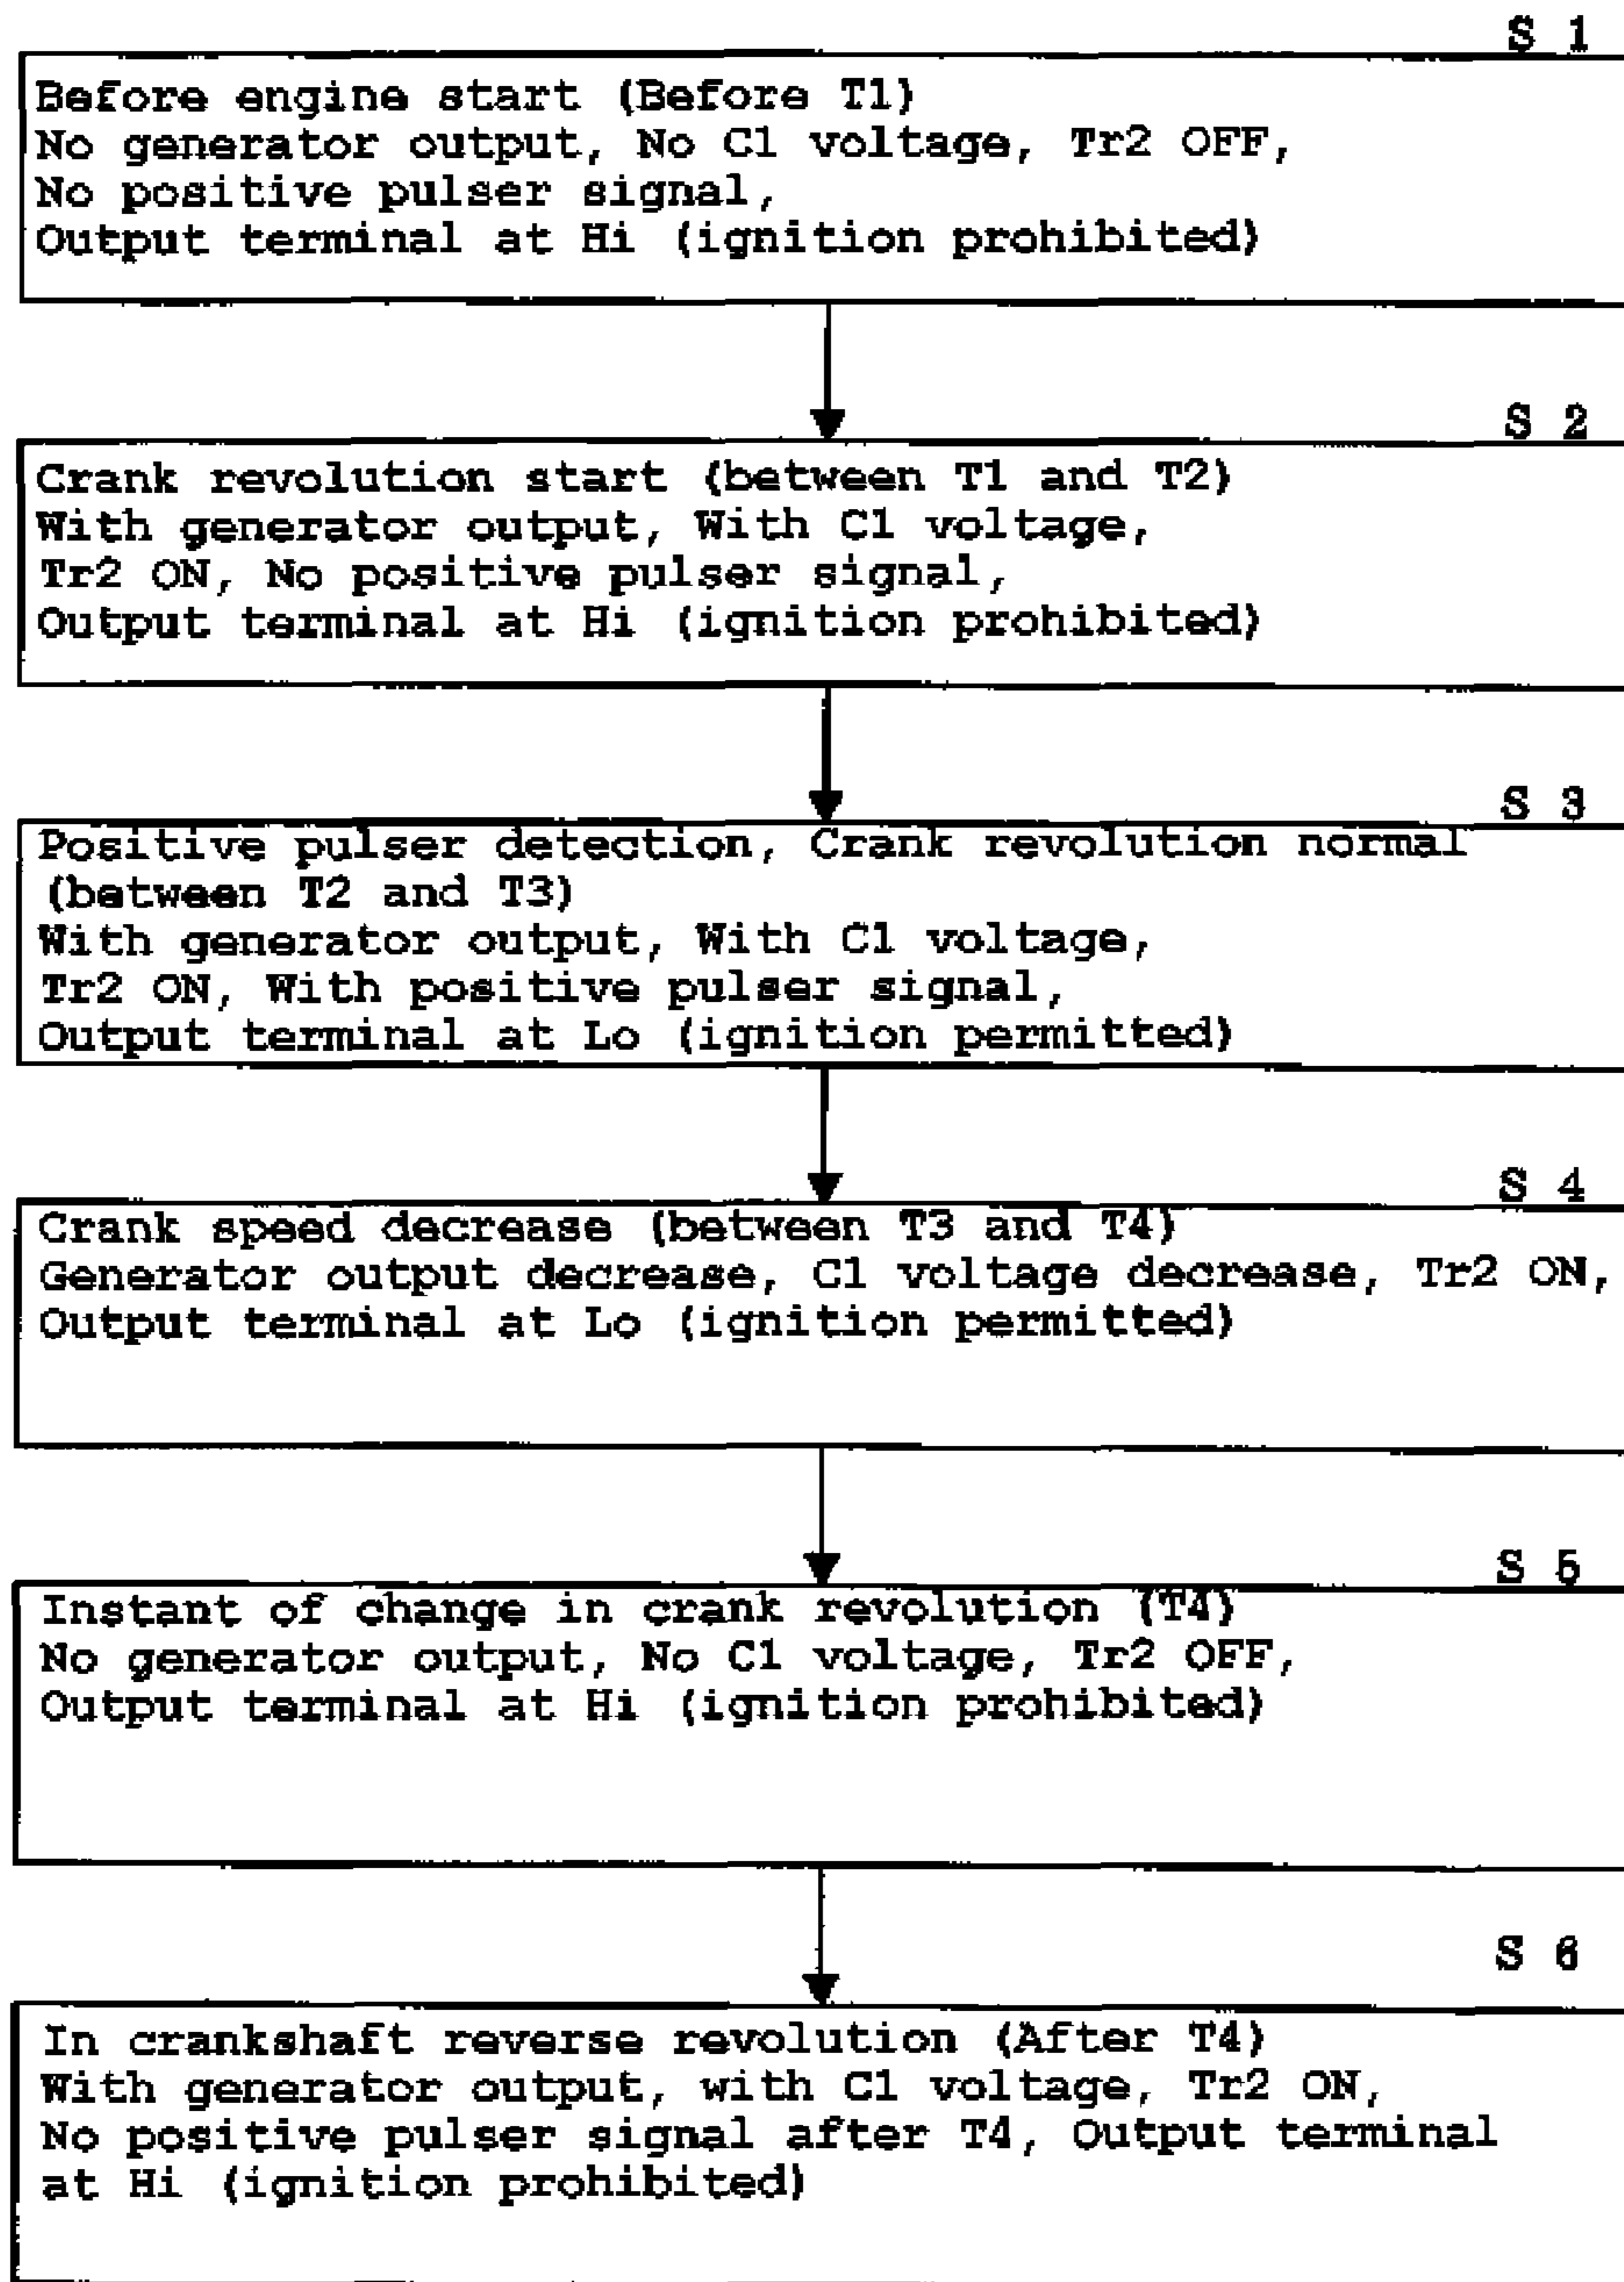 S 1
Before engine start (Before T1)
No generator output, No C1 voltage, Tr2 OFF,
No positive pulser signal,
Output terminal at Hi (ignition prohibited)
S 2
Crank revolution start (between T1 and T2)
With generator output, With C1 voltage,
Tr2 ON, No positive pulser signal,
Output terminal at Hi (ignition prohibited)
S 3
Positive pulser detection, Crank revolution normal
(between T2 and T3)
With generator output, With C1 voltage,
Tr2 ON, With positive pulser signal,
Output terminal at Lo (ignition permitted)
S 4
Crank speed decrease (between T3 and T4)
Generator output decrease, C1 voltage decrease, Tr2 ON,
Output terminal at Lo (ignition permitted)
S 5
Instant of change in crank revolution (T4)
No generator output, No C1 voltage, Tr2 OFF,
Output terminal at Hi (ignition prohibited)
S 6
In crankshaft reverse revolution (After T4)
With generator output, with C1 voltage, Tr2 ON,
No positive pulser signal after T4, Output terminal
at Hi (ignition prohibited)